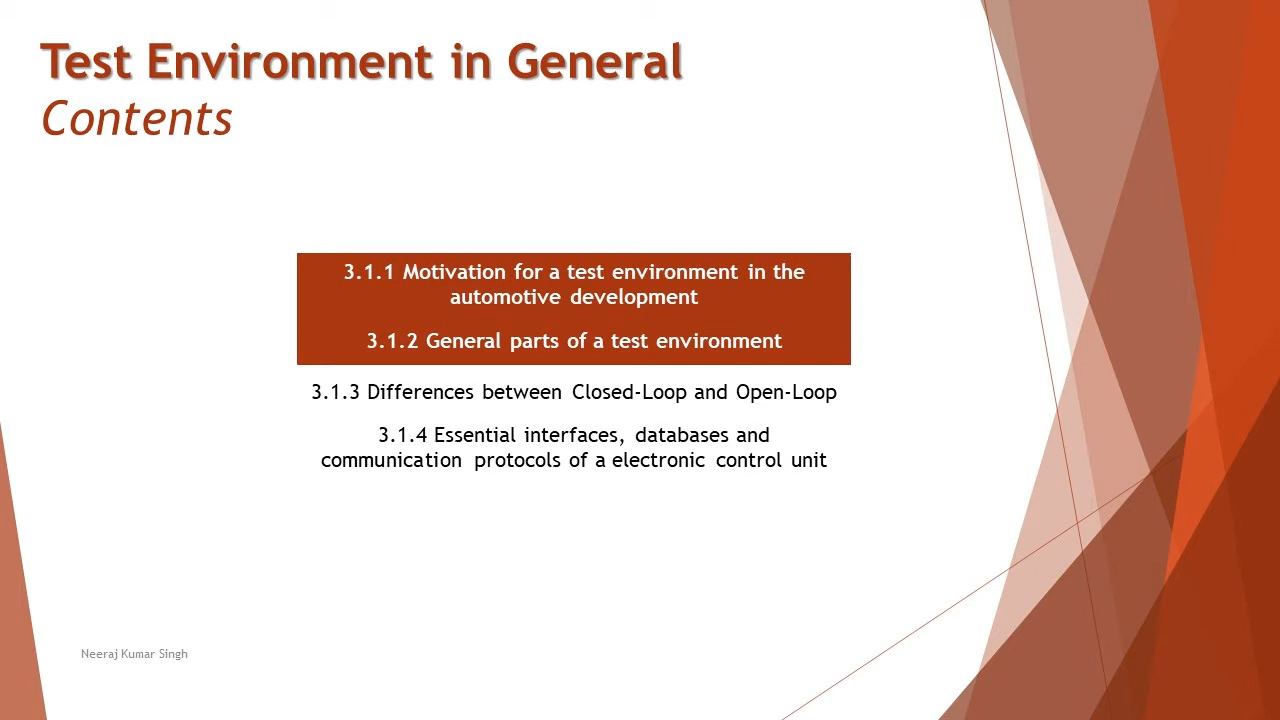 Test Environment in General
Contents
3.1.1 Motivation for a test environment in the
automotive development
3.1.2 General parts of a test environment
3.1.3 Differences between Closed-Loop and Open-Loop
3.1.4 Essential interfaces, databases and
communication protocols of a electronic control unit
Neeraj Kumar Singh